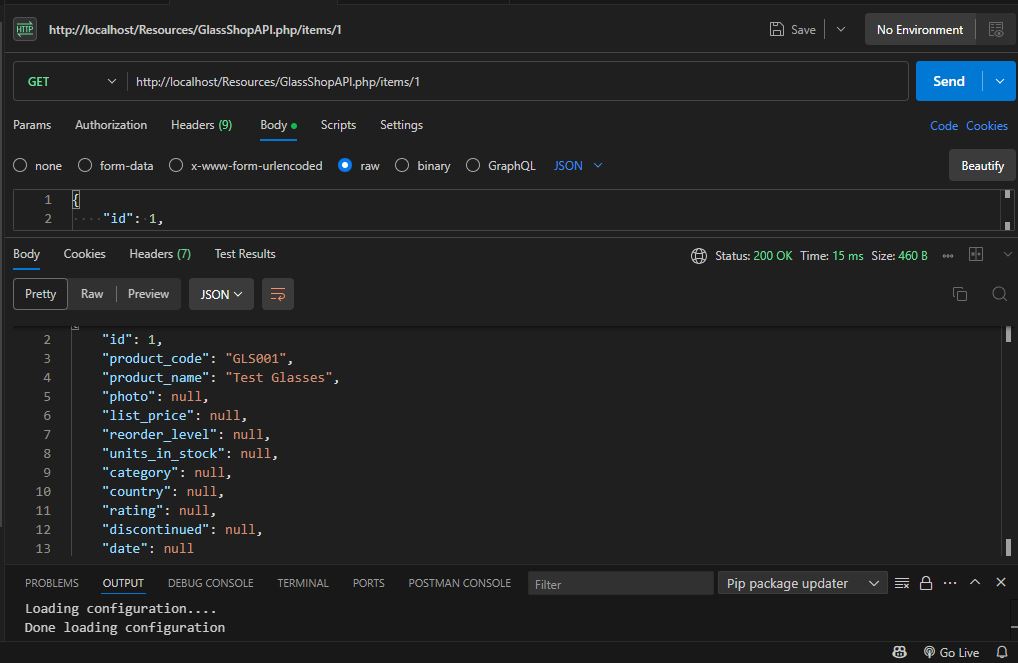 HTTP http://localhost/Resources/GlassShopAPI.php/items/1 Save No Environment
GET http://localhost/Resources/GlassShopAPI.php/items/1 Send
Params Authorization Headers (9) Body Scripts Settings Code Cookies
none form-data x-www-form-urlencoded raw binary GraphQL JSON Beautify
1 {
2 "id": 1,
Body Cookies Headers (7) Test Results Status: 200 OK Time: 15 ms Size: 460 B
Pretty Raw Preview JSON
2 "id": 1,
3 "product_code": "GLS001",
4 "product_name": "Test Glasses",
5 "photo": null,
6 "list_price": null,
7 "reorder_level": null,
8 "units_in_stock": null,
9 "category": null,
10 "country": null,
11 "rating": null,
12 "discontinued": null,
13 "date": null
PROBLEMS OUTPUT DEBUG CONSOLE TERMINAL PORTS POSTMAN CONSOLE Filter Pip package updater
Loading configuration....
Done loading configuration
Go Live